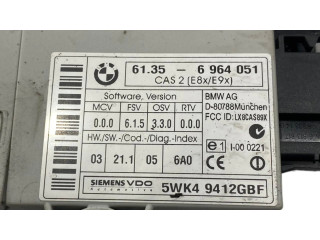 BMW
61.35 - 6 964 051
CAS 2 (E8x/E9x)
Software, Version
MCV FSV OSV RTV
0.0.0 6.1.5 3.3.0 0.0.0
HW./SW.-/Cod.-/Diag.-Index
03 21.1 05 6A0
BMW AG
D-80788München
FCC ID: LX8CAS89X
e1 I-00 0221
SIEMENS VDO
Automotive
5WK4 9412GBF